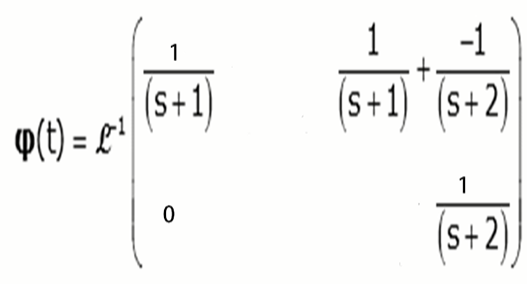 φ(t) = ℒ⁻¹ ( 1/(s+1)    1/(s+1) + -1/(s+2)
0    1/(s+2) )